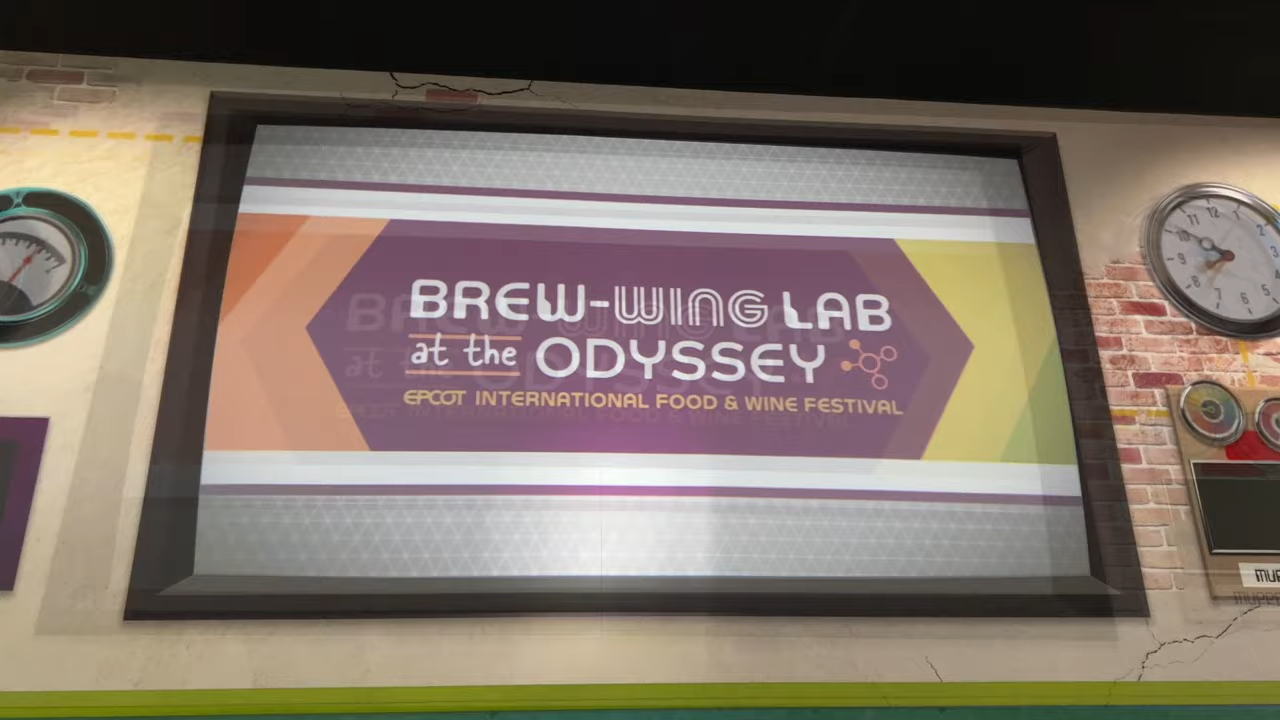 BREW-WING LAB
at the ODYSSEY
EPCOT INTERNATIONAL FOOD & WINE FESTIVAL